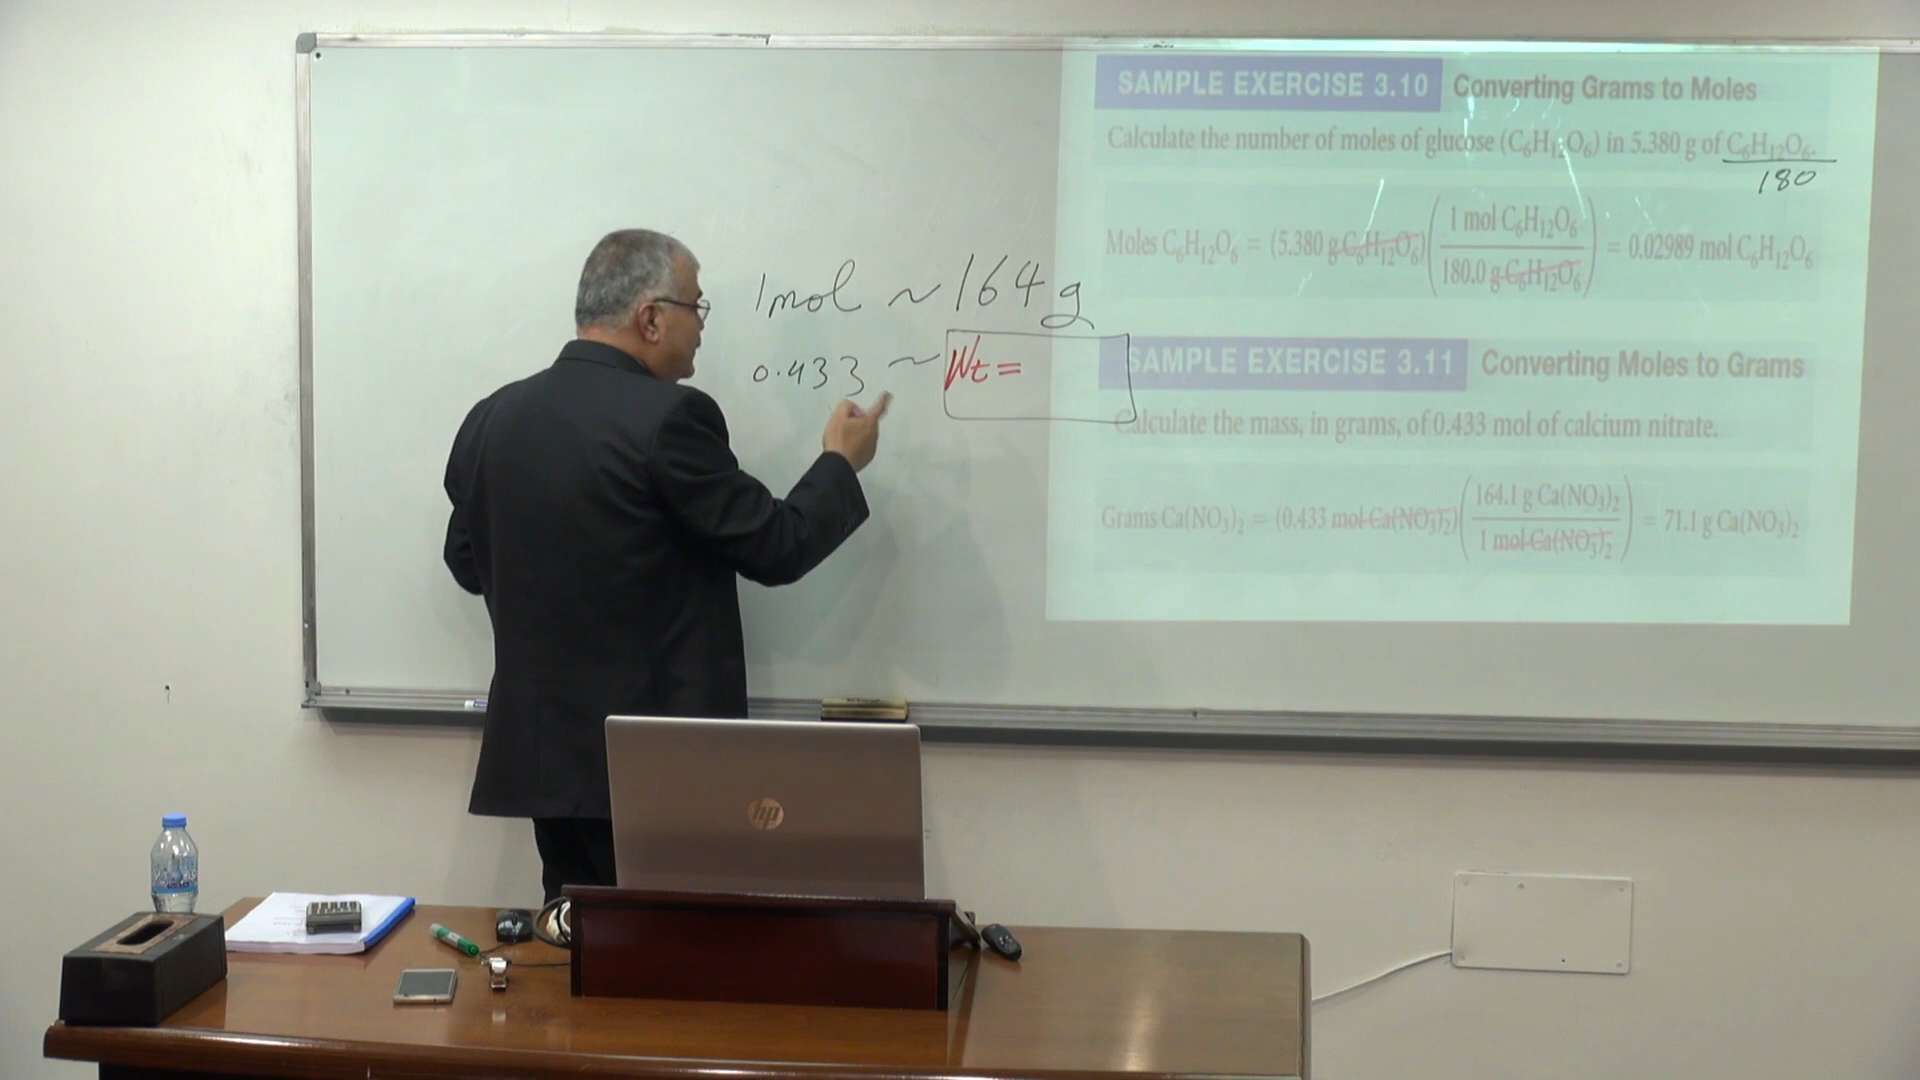 SAMPLE EXERCISE 3.10 Converting Grams to Moles
Calculate the number of moles of glucose (C₆H₁₂O₆) in 5.380 g of C₆H₁₂O₆.
180
Moles C₆H₁₂O₆ = (5.380 g C₆H₁₂O₆)(1 mol C₆H₁₂O₆ / 180.0 g C₆H₁₂O₆) = 0.02989 mol C₆H₁₂O₆
1mol ~ 164 g
0.433 ~ Wt =
SAMPLE EXERCISE 3.11 Converting Moles to Grams
Calculate the mass, in grams, of 0.433 mol of calcium nitrate.
Grams Ca(NO₃)₂ = (0.433 mol Ca(NO₃)₂)(164.1 g Ca(NO₃)₂ / 1 mol Ca(NO₃)₂) = 71.1 g Ca(NO₃)₂
hp